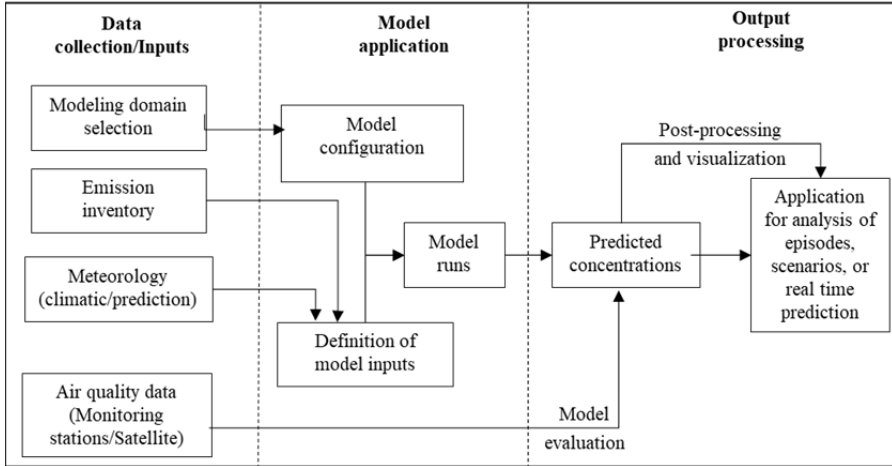 Data
collection/Inputs
Model
application
Output
processing
Modeling domain
selection
Emission
inventory
Meteorology
(climatic/prediction)
Air quality data
(Monitoring
stations/Satellite)
Model
configuration
Model
runs
Definition of
model inputs
Post-processing
and visualization
Predicted
concentrations
Application
for analysis of
episodes,
scenarios, or
real time
prediction
Model
evaluation